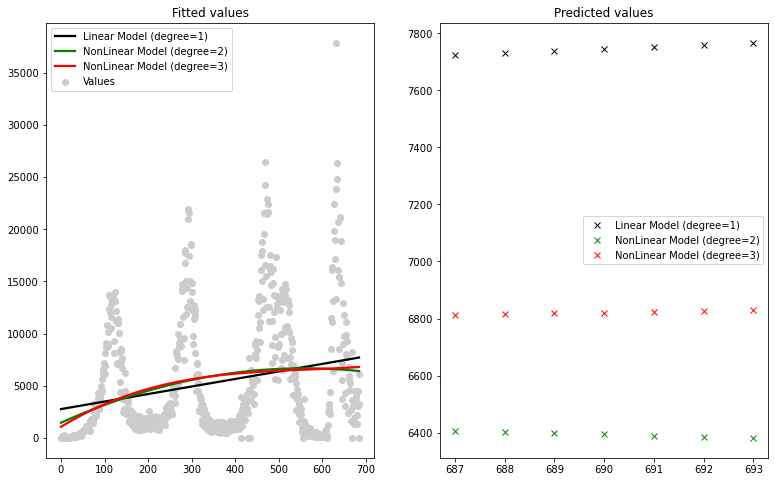 Fitted values
Linear Model (degree=1)
NonLinear Model (degree=2)
NonLinear Model (degree=3)
Values
35000
30000
25000
20000
15000
10000
5000
0
0 100 200 300 400 500 600 700
Predicted values
7800
7600
7400
7200
7000
6800
6600
6400
Linear Model (degree=1)
NonLinear Model (degree=2)
NonLinear Model (degree=3)
687 688 689 690 691 692 693